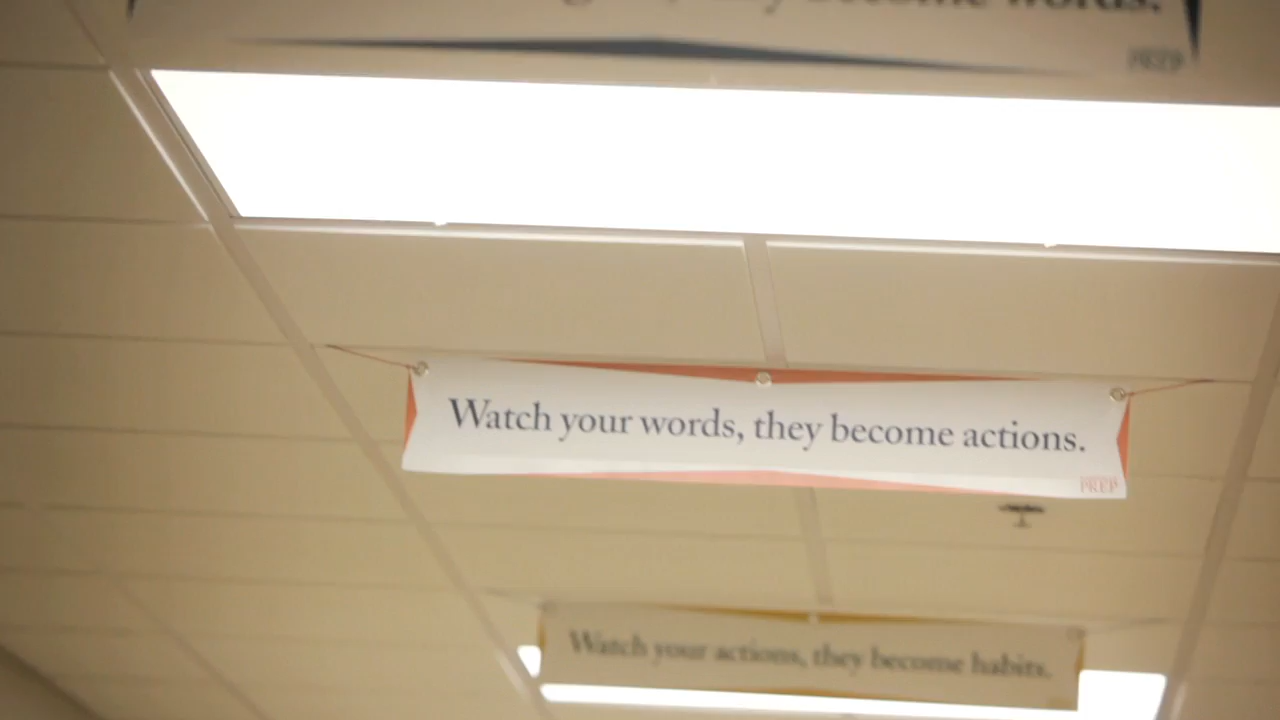 become words.
PREP
Watch your words, they become actions.
PREP
Watch your actions, they become habits.